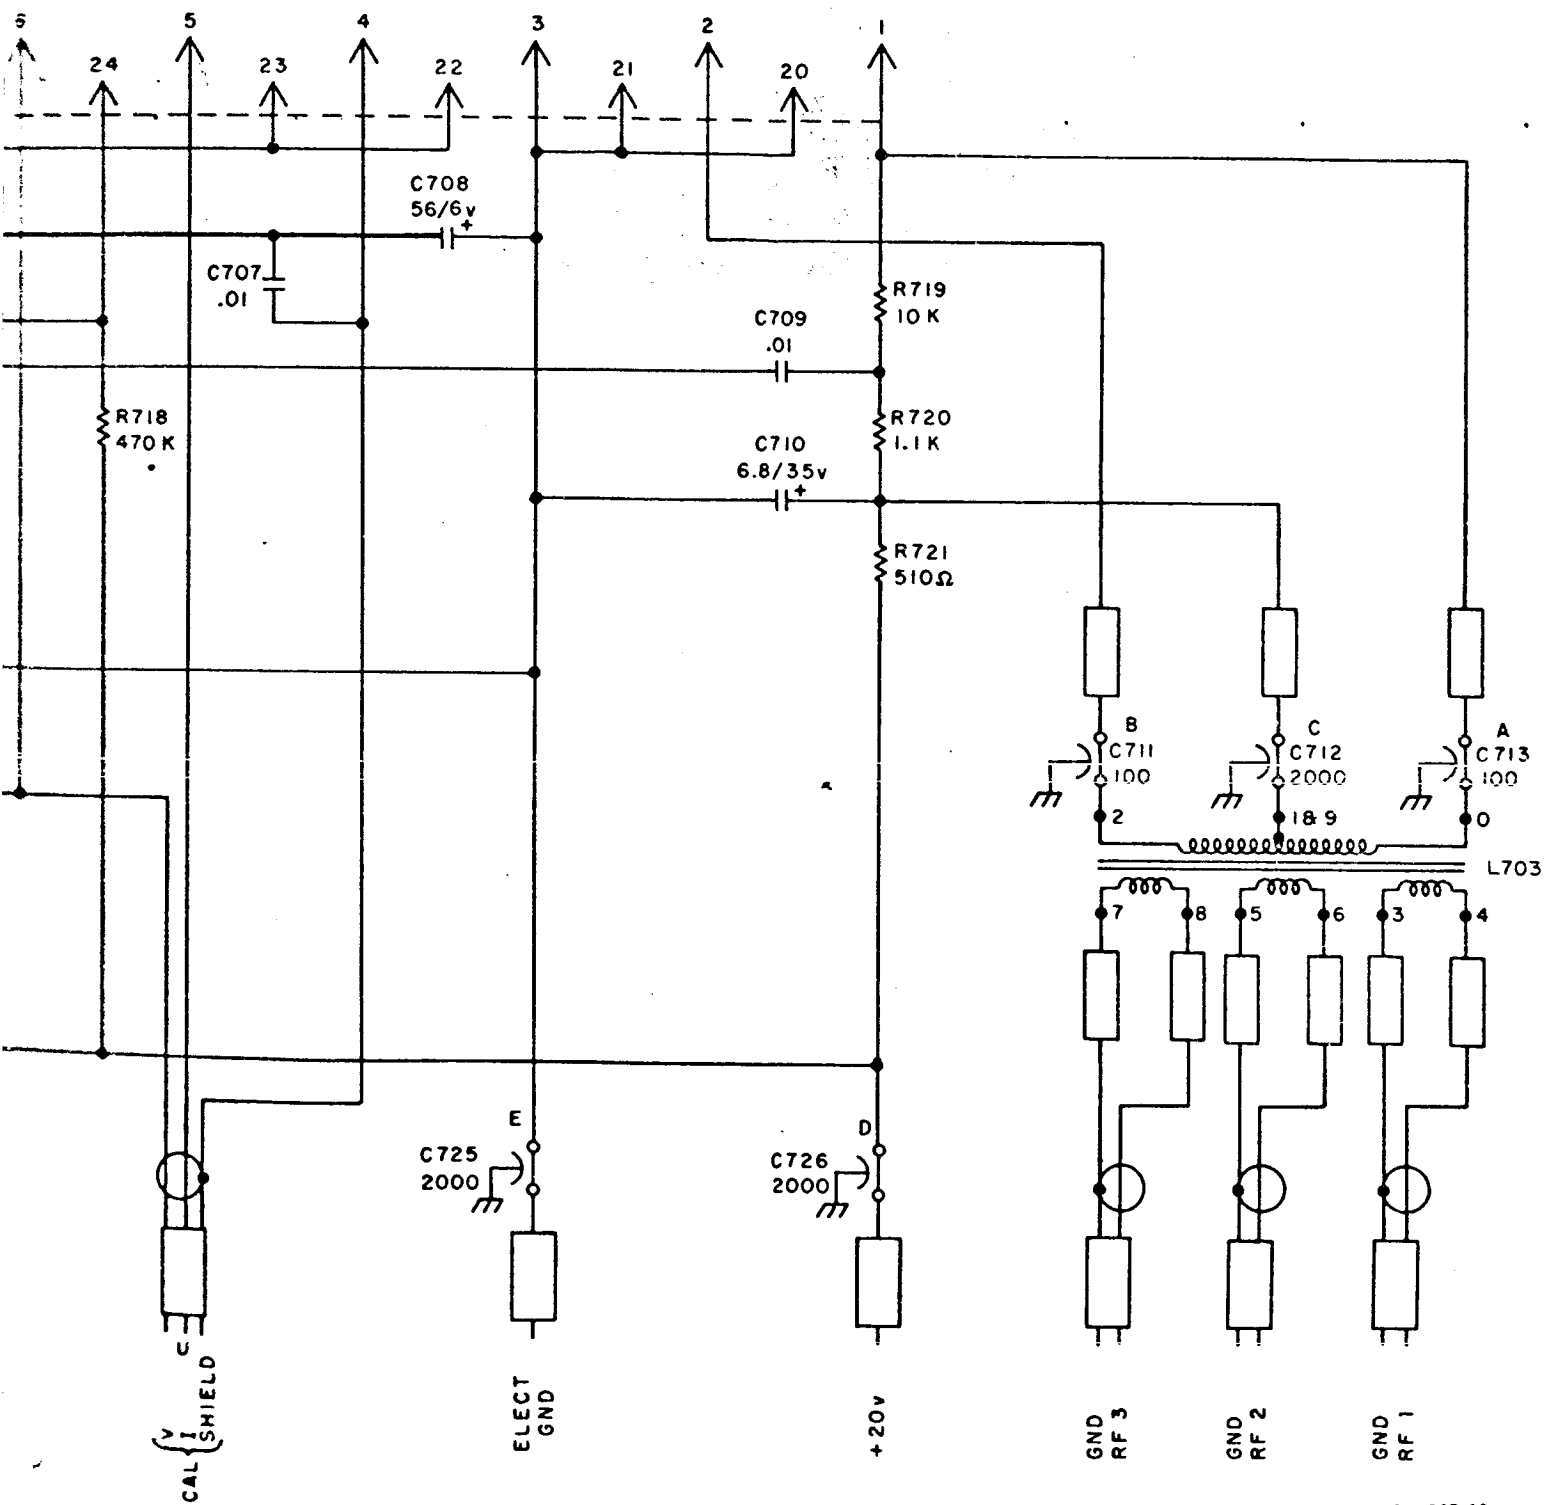 6
5
4
3
2
1
24
23
22
21
20
C708
56/6v
+
C707
.01
R719
10K
C709
.01
R718
470K
R720
1.1K
C710
6.8/35v
+
R721
510Ω
B
C711
100
C
C712
2000
A
C713
100
2
1&9
0
L703
7
8
5
6
3
4
E
C725
2000
D
C726
2000
C
CAL
V
I
SHIELD
ELECT
GND
+20v
GND
RF 3
GND
RF 2
GND
RF 1